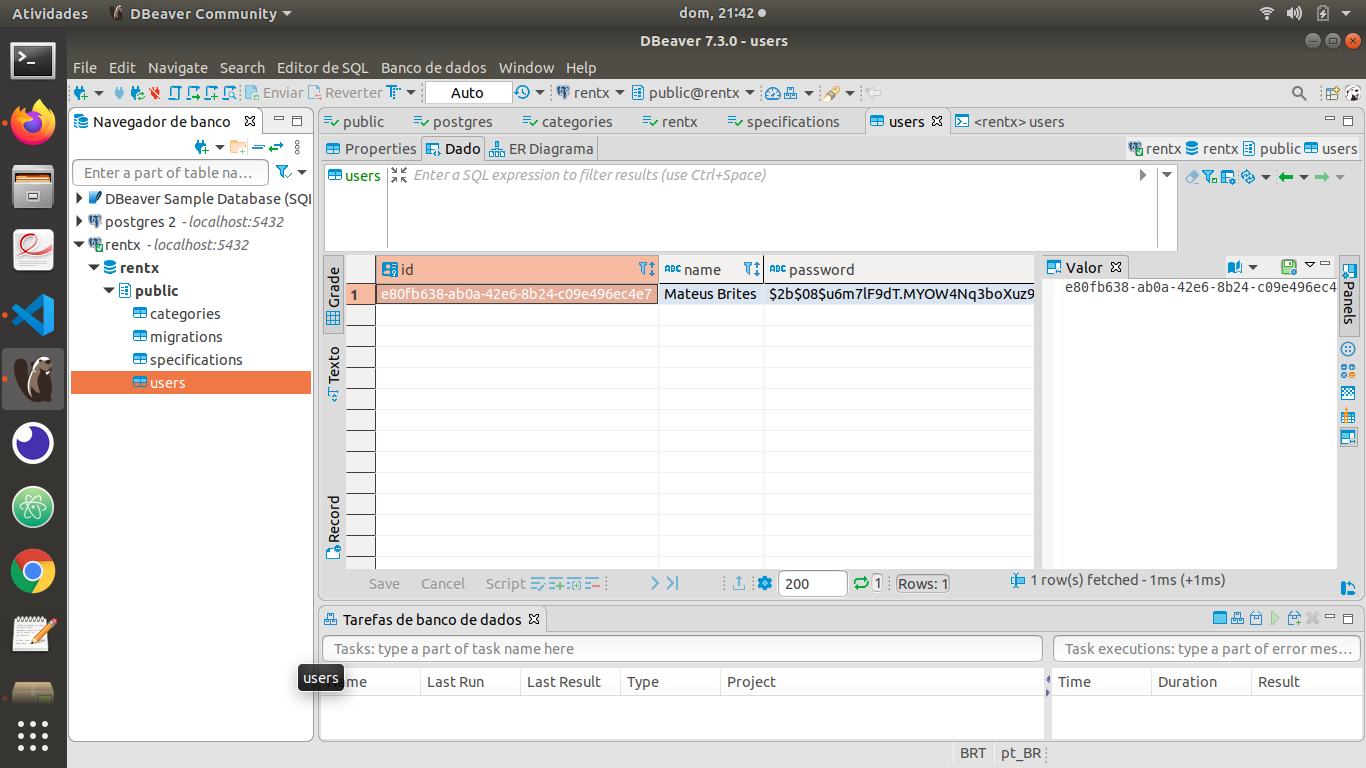 Atividades DBeaver Community dom, 21:42
DBeaver 7.3.0 - users
File Edit Navigate Search Editor de SQL Banco de dados Window Help
Enviar Reverter Auto rentx public@rentx
Navegador de banco
Enter a part of table na...
DBeaver Sample Database (SQL
postgres 2 - localhost:5432
rentx - localhost:5432
rentx
public
categories
migrations
specifications
users
public postgres categories rentx specifications users <rentx> users
Properties Dado ER Diagrama rentx rentx public users
users Enter a SQL expression to filter results (use Ctrl+Space)
Grade
Texto
Record
id name password
1 e80fb638-ab0a-42e6-8b24-c09e496ec4e7 Mateus Brites $2b$08$u6m7lF9dT.MYOW4Nq3boXuz9
Valor
e80fb638-ab0a-42e6-8b24-c09e496ec4
Panels
Save Cancel Script 200 1 Rows: 1 1 row(s) fetched - 1ms (+1ms)
Tarefas de banco de dados
Tasks: type a part of task name here Task executions: type a part of error mes...
users
ame Last Run Last Result Type Project Time Duration Result
BRT pt_BR